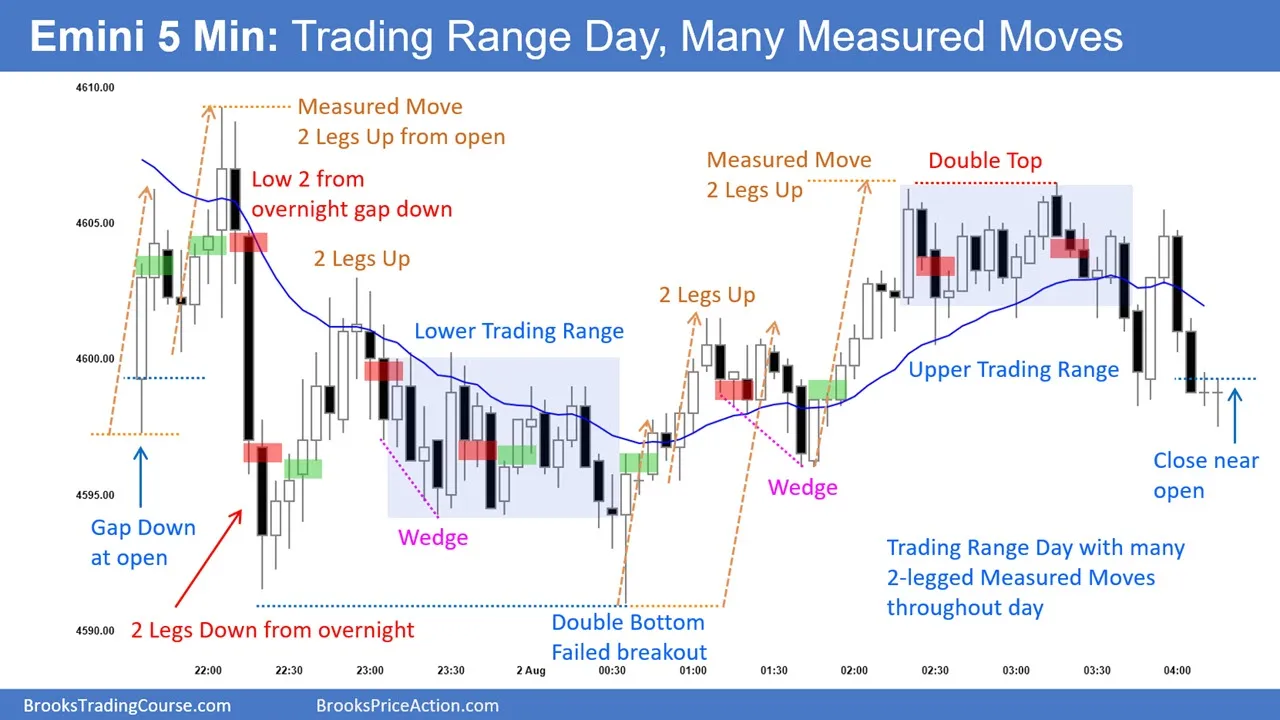 Emini 5 Min: Trading Range Day, Many Measured Moves
4610.00
4605.00
4600.00
4595.00
4590.00
Measured Move
2 Legs Up from open
Low 2 from
overnight gap down
2 Legs Up
Lower Trading Range
Measured Move
2 Legs Up
Double Top
2 Legs Up
Upper Trading Range
Wedge
Wedge
Gap Down
at open
2 Legs Down from overnight
Double Bottom
Failed breakout
Close near
open
Trading Range Day with many
2-legged Measured Moves
throughout day
22:00 22:30 23:00 23:30 2 Aug 00:30 01:00 01:30 02:00 02:30 03:00 03:30 04:00
BrooksTradingCourse.com BrooksPriceAction.com